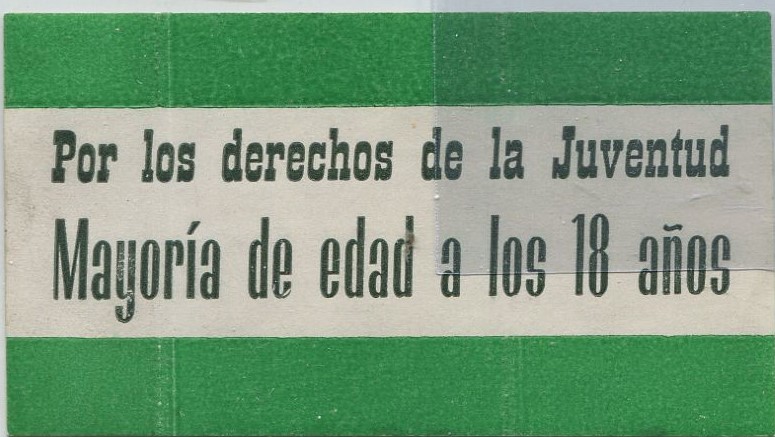 Por los derechos de la Juventud
Mayoría de edad a los 18 años